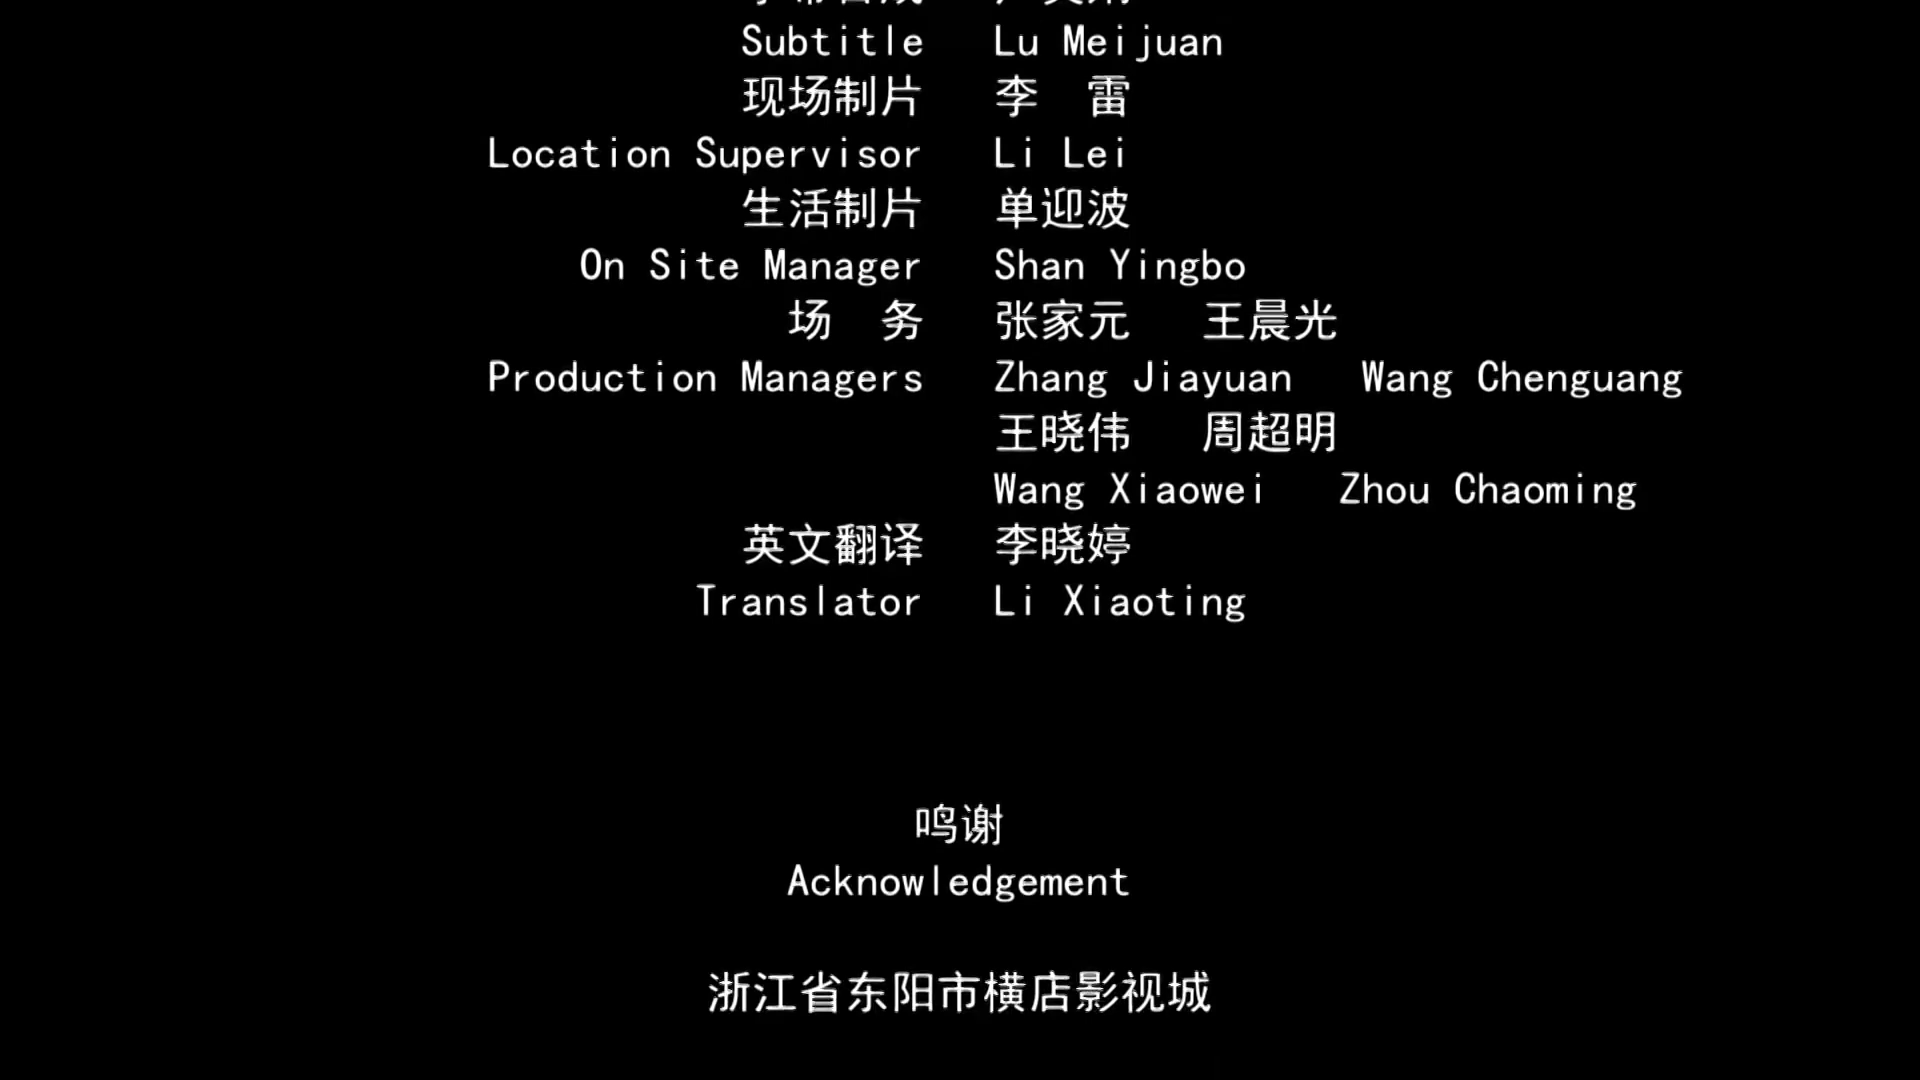 Subtitle Lu Meijuan
现场制片 李 雷
Location Supervisor Li Lei
生活制片 单迎波
On Site Manager Shan Yingbo
场 务 张家元 王晨光
Production Managers Zhang Jiayuan Wang Chenguang
王晓伟 周超明
Wang Xiaowei Zhou Chaoming
英文翻译 李晓婷
Translator Li Xiaoting
鸣谢
Acknowledgement
浙江省东阳市横店影视城